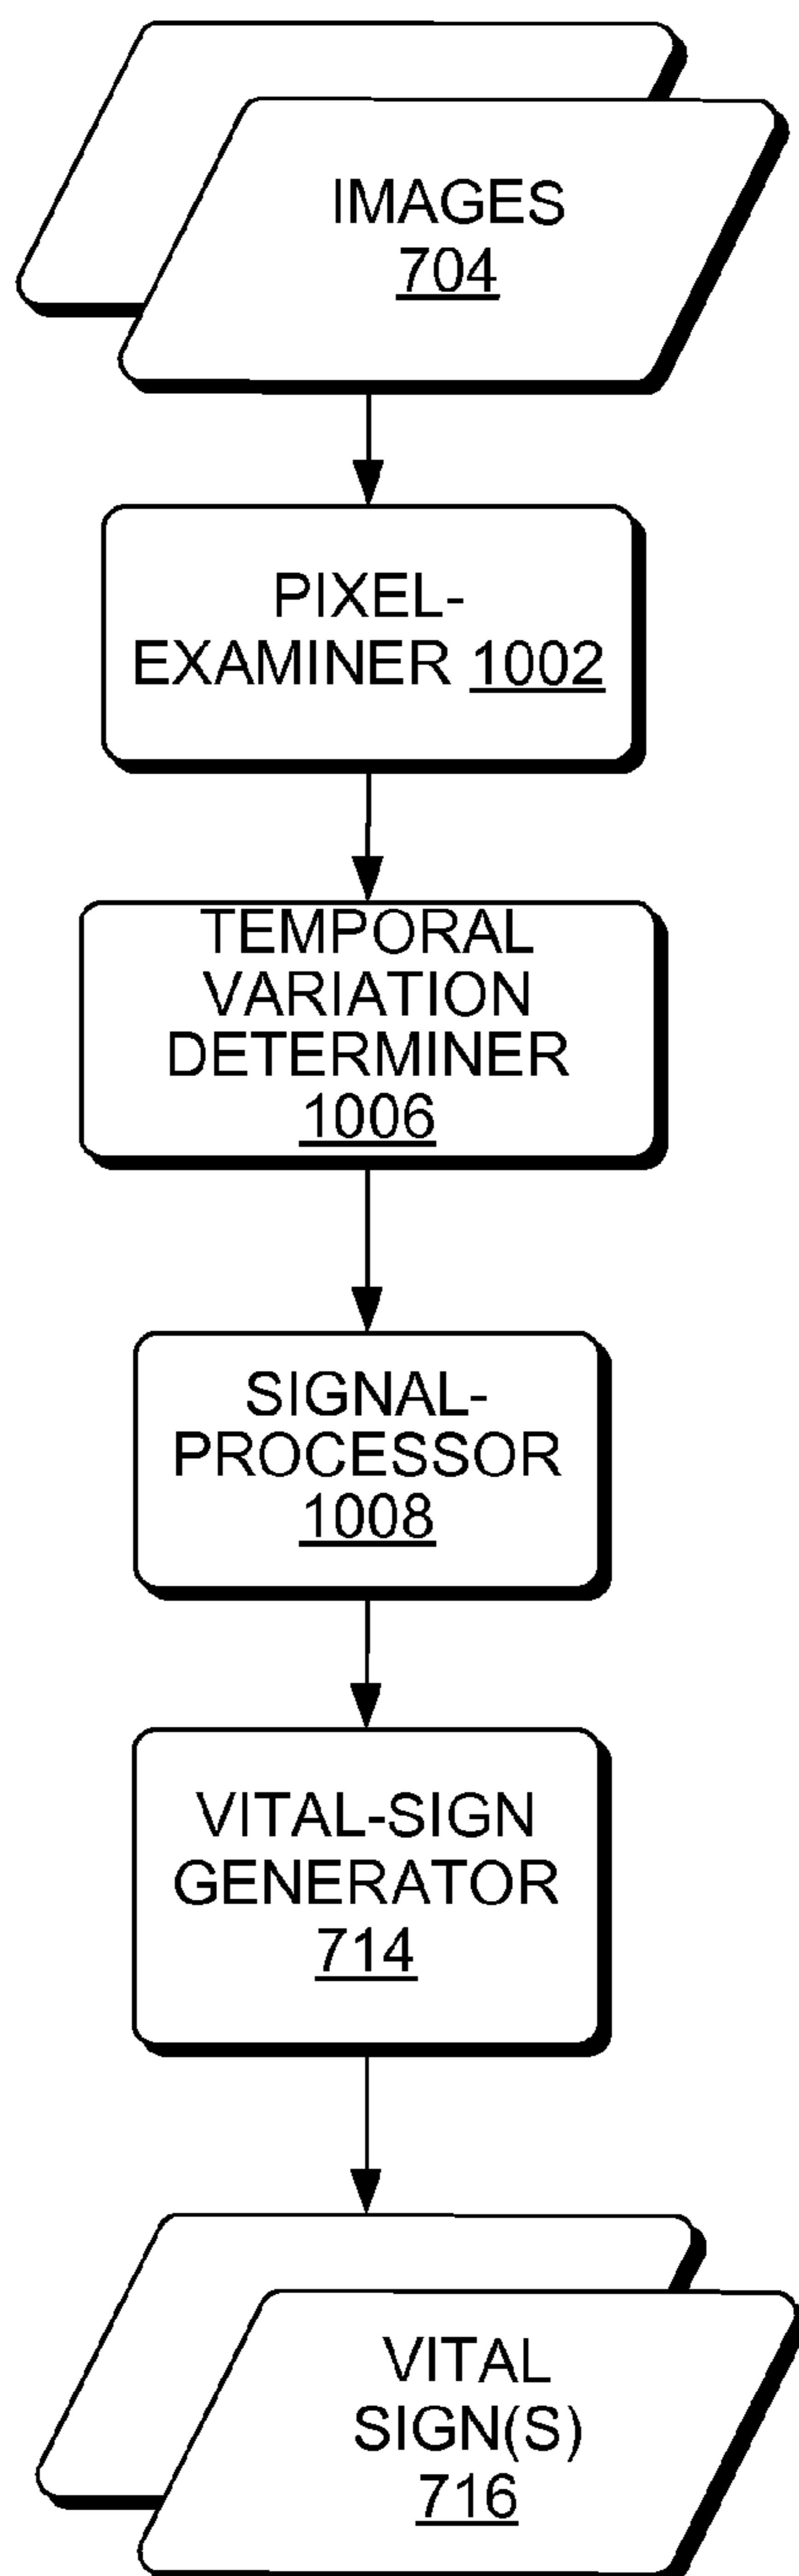 IMAGES
704
PIXEL-
EXAMINER 1002
TEMPORAL
VARIATION
DETERMINER
1006
SIGNAL-
PROCESSOR
1008
VITAL-SIGN
GENERATOR
714
VITAL
SIGN(S)
716